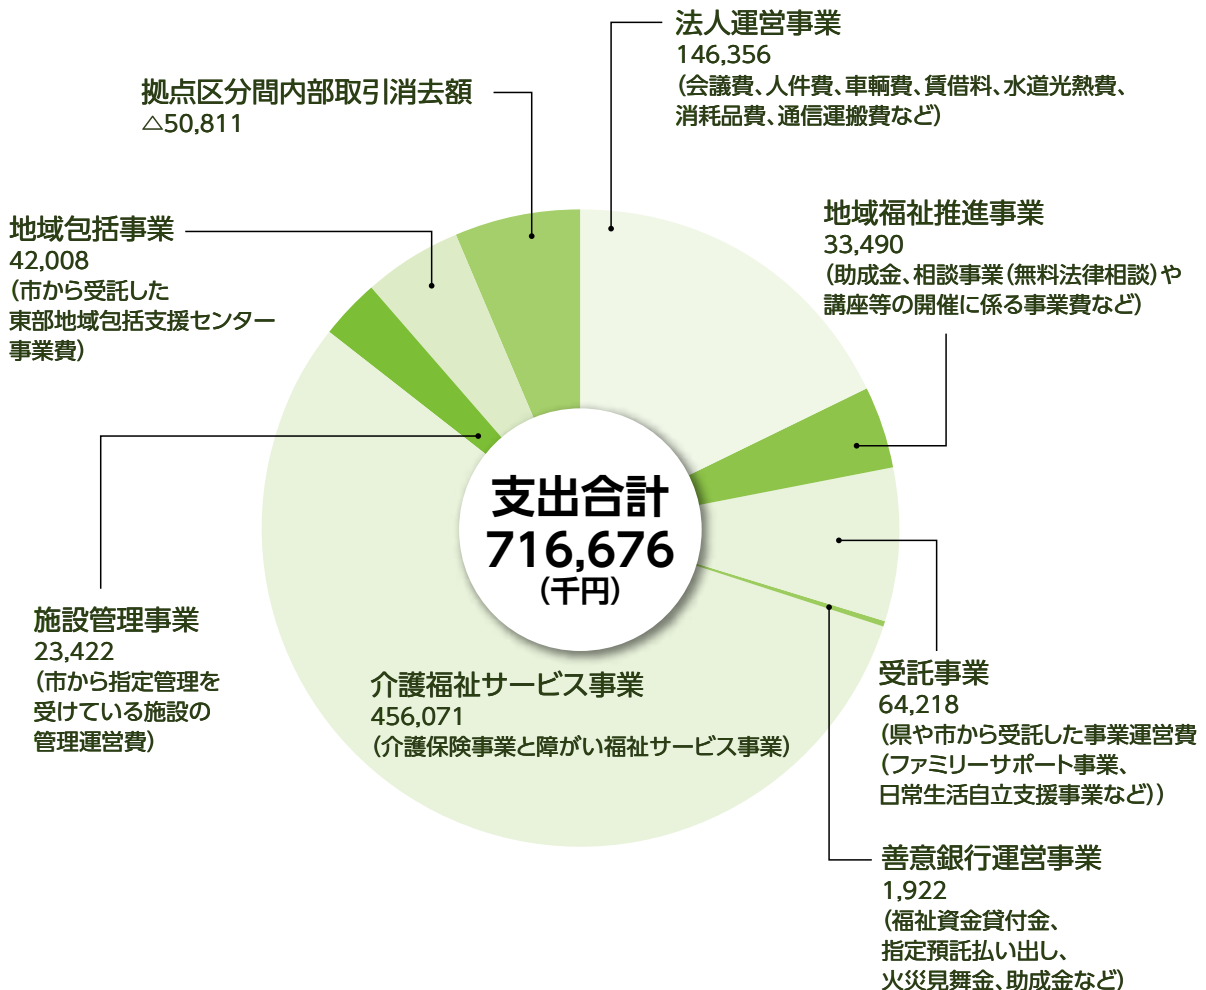 法人運営事業
146,356
（会議費、人件費、車輌費、賃借料、水道光熱費、
消耗品費、通信運搬費など）
拠点区分間内部取引消去額
△50,811
地域福祉推進事業
33,490
（助成金、相談事業（無料法律相談）や
講座等の開催に係る事業費など）
地域包括事業
42,008
（市から受託した
東部地域包括支援センター
事業費）
支出合計
716,676
（千円）
施設管理事業
23,422
（市から指定管理を
受けている施設の
管理運営費）
介護福祉サービス事業
456,071
（介護保険事業と障がい福祉サービス事業）
受託事業
64,218
（県や市から受託した事業運営費
（ファミリーサポート事業、
日常生活自立支援事業など））
善意銀行運営事業
1,922
（福祉資金貸付金、
指定預託払い出し、
火災見舞金、助成金など）